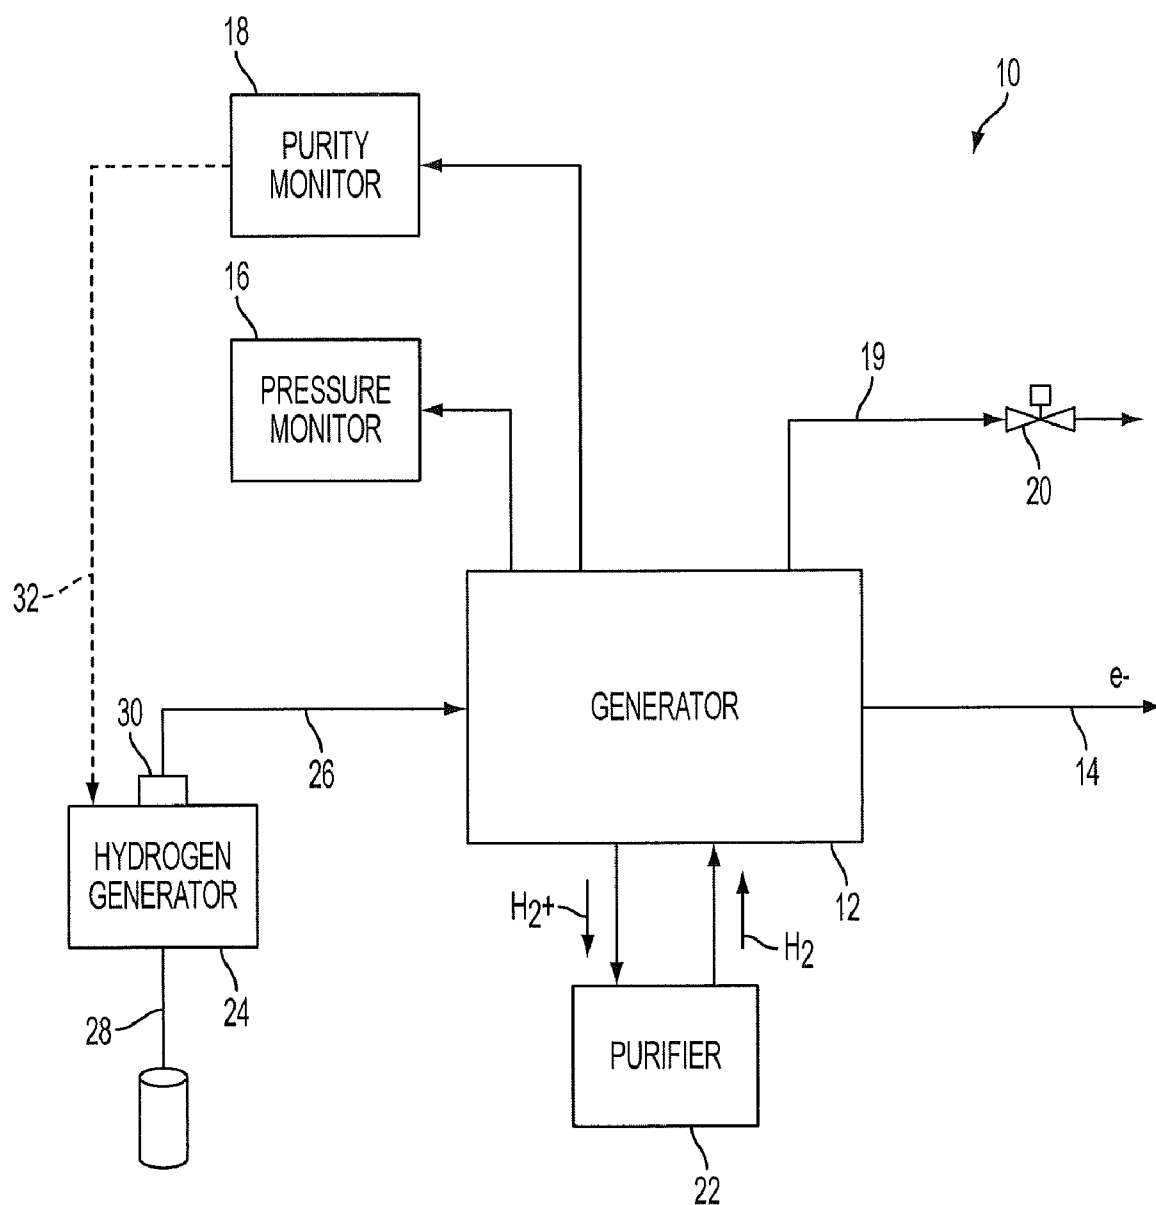 18
10
PURITY
MONITOR
16
PRESSURE
MONITOR
19
20
32
30
26
GENERATOR
e-
14
HYDROGEN
GENERATOR
H2+
H2
12
28
24
PURIFIER
22